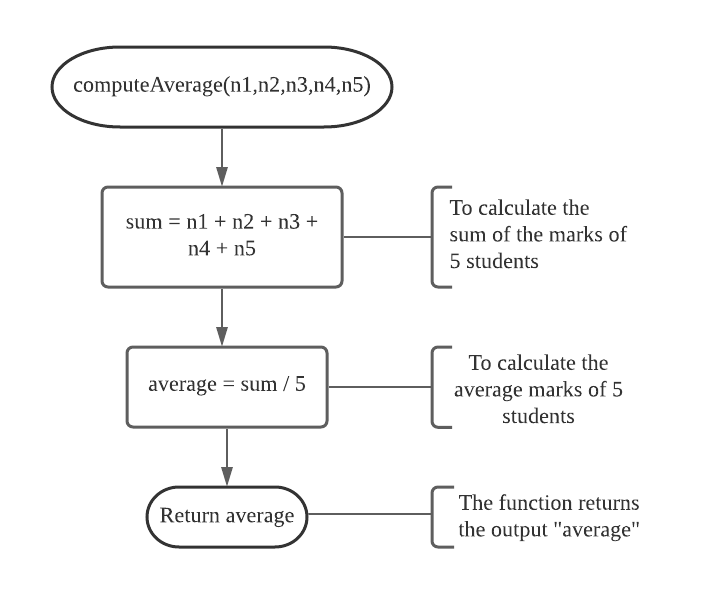 computeAverage(n1,n2,n3,n4,n5)
sum = n1 + n2 + n3 +
n4 + n5
To calculate the
sum of the marks of
5 students
average = sum / 5
To calculate the
average marks of 5
students
Return average
The function returns
the output "average"